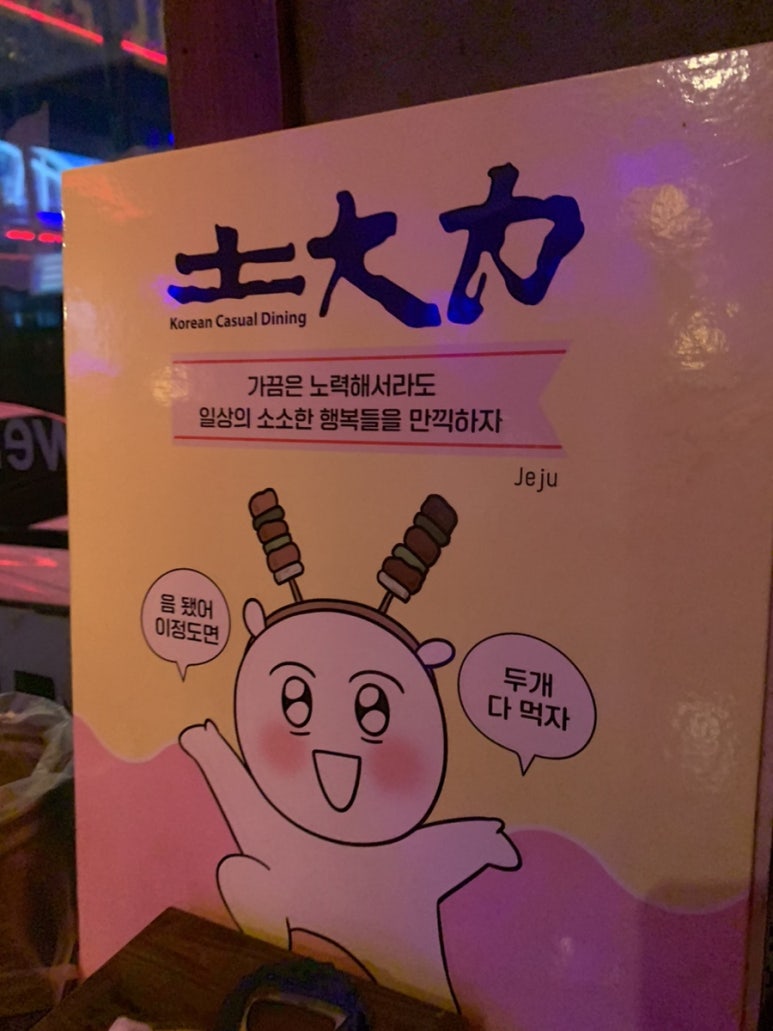 士大力
Korean Casual Dining
가끔은 노력해서라도
일상의 소소한 행복들을 만끽하자
Jeju
음 됐어
이정도면
두개
다 먹자